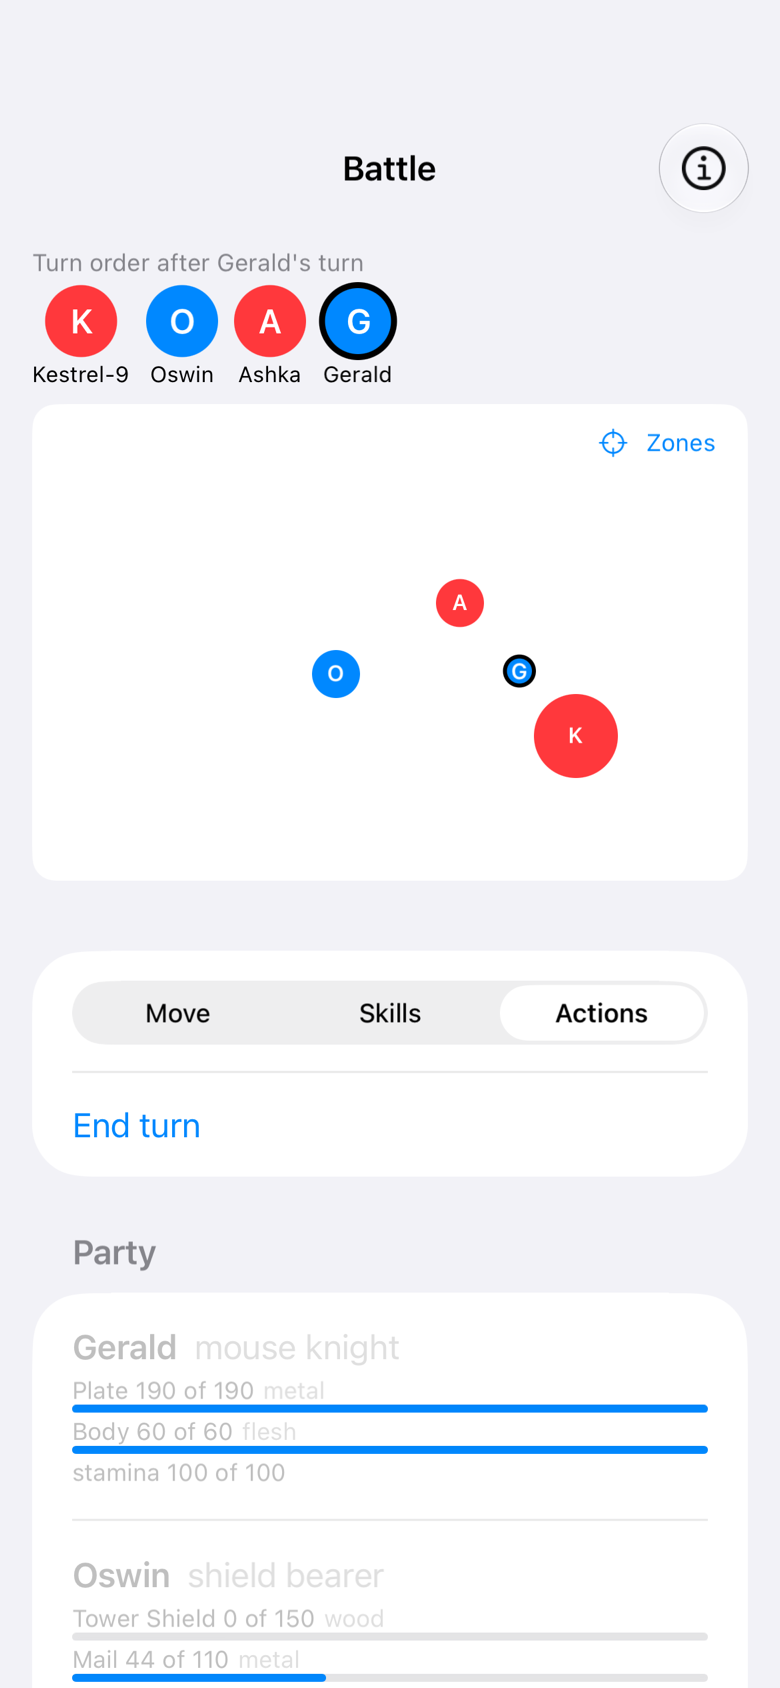 Battle
Turn order after Gerald's turn
K O A G
Kestrel-9 Oswin Ashka Gerald
Zones
A
O G
K
Move Skills Actions
End turn
Party
Gerald mouse knight
Plate 190 of 190 metal
Body 60 of 60 flesh
stamina 100 of 100
Oswin shield bearer
Tower Shield 0 of 150 wood
Mail 44 of 110 metal